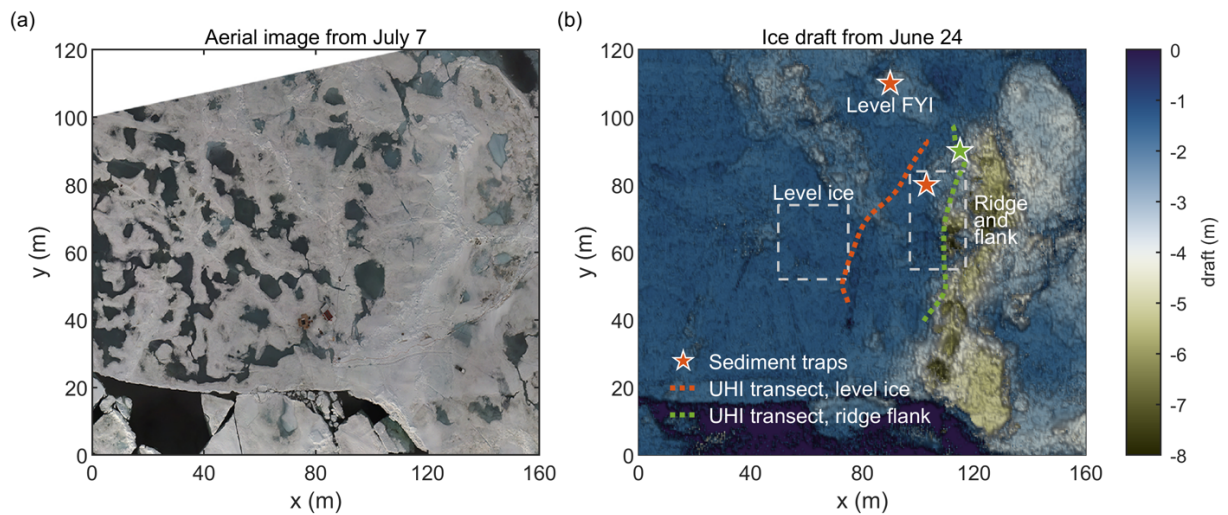 (a)
Aerial image from July 7
120
100
80
60
40
20
0
y (m)
0
40
80
120
160
x (m)
(b)
Ice draft from June 24
120
100
80
60
40
20
0
y (m)
Level FYI
Level ice
Ridge
and
flank
Sediment traps
UHI transect, level ice
UHI transect, ridge flank
0
40
80
120
160
x (m)
0
-1
-2
-3
-4
-5
-6
-7
-8
draft (m)